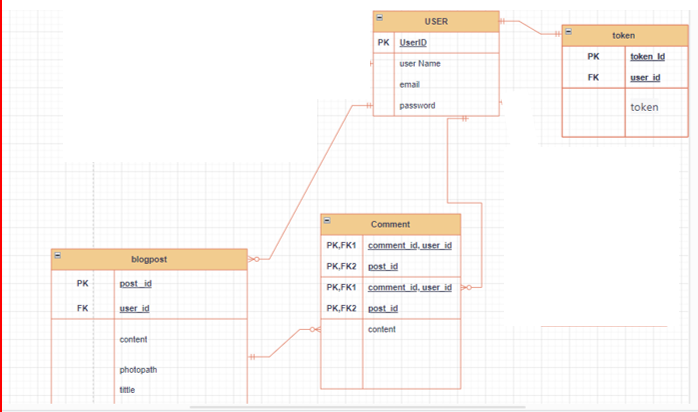 USER
PK UserID
user Name
email
password
token
PK token_Id
FK user_id
token
Comment
PK,FK1 comment_id, user_id
PK,FK2 post_id
PK,FK1 comment_id, user_id
PK,FK2 post_id
content
blogpost
PK post_id
FK user_id
content
photopath
tittle